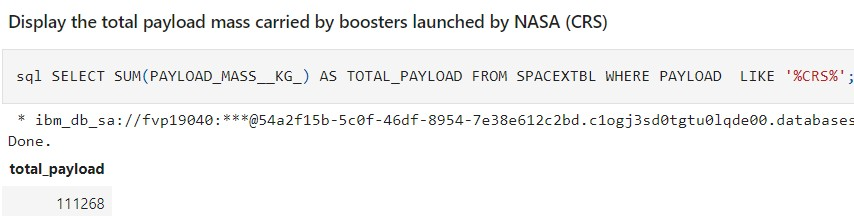 Display the total payload mass carried by boosters launched by NASA (CRS)
sql SELECT SUM(PAYLOAD_MASS__KG_) AS TOTAL_PAYLOAD FROM SPACEXTBL WHERE PAYLOAD  LIKE '%CRS%';
* ibm_db_sa://fvp19040:***@54a2f15b-5c0f-46df-8954-7e38e612c2bd.c1ogj3sd0tgtu0lqde00.databases
Done.
total_payload
111268